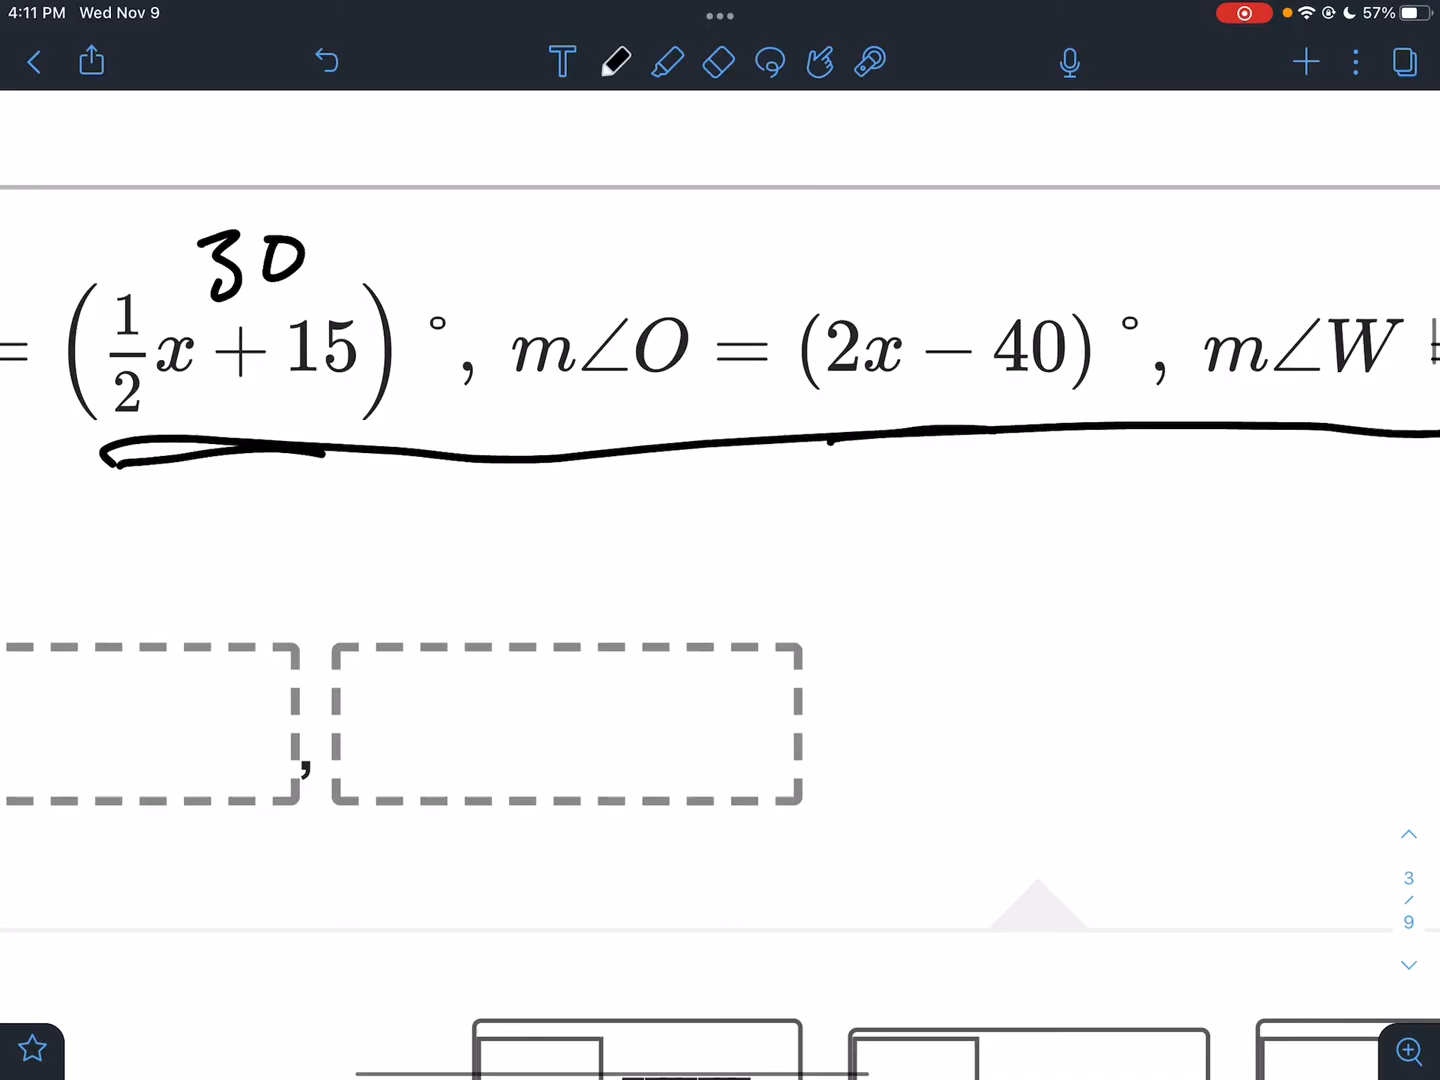 4:11 PM Wed Nov 9
57%
T
30
= (1/2 x + 15)°, m∠O = (2x − 40)°, m∠W
,
3
/
9